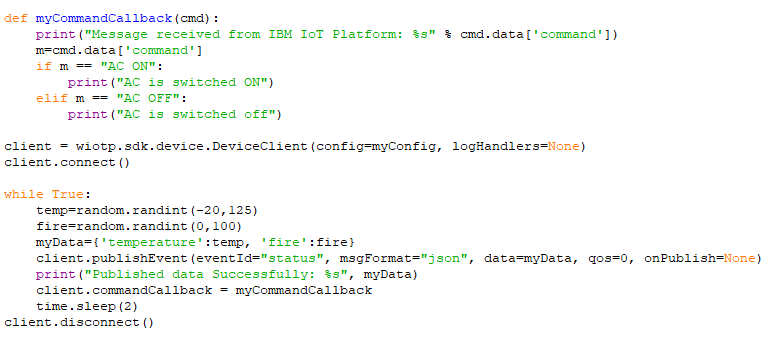 def myCommandCallback(cmd):
    print("Message received from IBM IoT Platform: %s" % cmd.data['command'])
    m=cmd.data['command']
    if m == "AC ON":
        print("AC is switched ON")
    elif m == "AC OFF":
        print("AC is switched off")

client = wiotp.sdk.device.DeviceClient(config=myConfig, logHandlers=None)
client.connect()

while True:
    temp=random.randint(-20,125)
    fire=random.randint(0,100)
    myData={'temperature':temp, 'fire':fire}
    client.publishEvent(eventId="status", msgFormat="json", data=myData, qos=0, onPublish=None)
    print("Published data Successfully: %s", myData)
    client.commandCallback = myCommandCallback
    time.sleep(2)
client.disconnect()